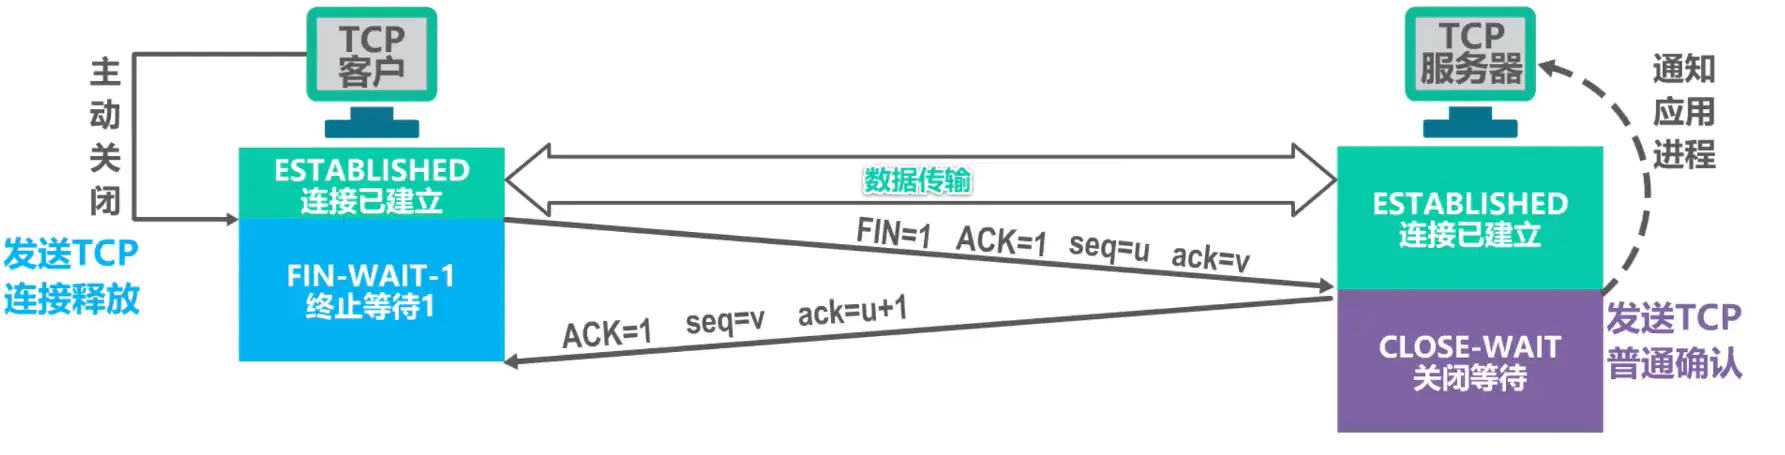 TCP
客户
TCP
服务器
主动关闭
通知
应用
进程
ESTABLISHED
连接已建立
数据传输
ESTABLISHED
连接已建立
FIN=1 ACK=1 seq=u ack=v
发送TCP
连接释放
FIN-WAIT-1
终止等待1
ACK=1 seq=v ack=u+1
CLOSE-WAIT
关闭等待
发送TCP
普通确认